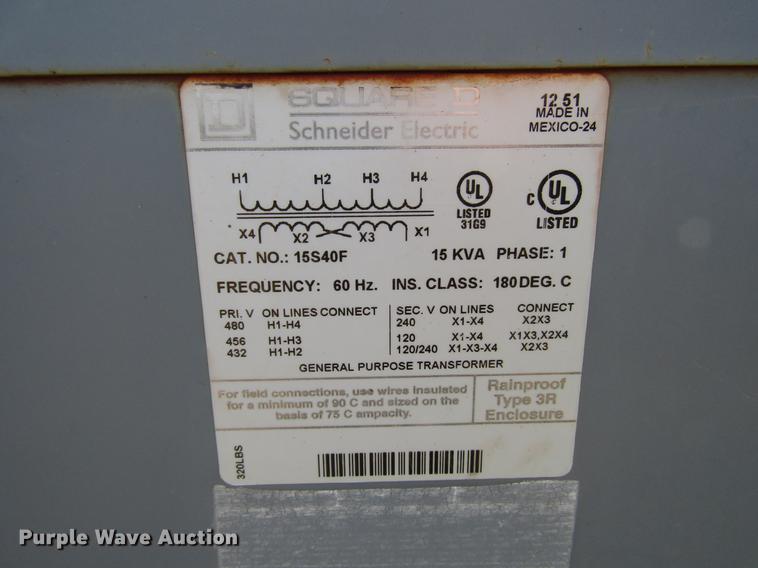 SQUARE D
Schneider Electric
12 51
MADE IN
MEXICO-24
H1 H2 H3 H4
X4 X2 X3 X1
UL
LISTED
31G9
C UL
LISTED
CAT. NO.: 15S40F 15 KVA PHASE: 1
FREQUENCY: 60 Hz. INS. CLASS: 180 DEG. C
PRI. V ON LINES CONNECT
480 H1-H4
456 H1-H3
432 H1-H2
SEC. V ON LINES CONNECT
240 X1-X4 X2X3
120 X1-X4 X1X3,X2X4
120/240 X1-X3-X4 X2X3
GENERAL PURPOSE TRANSFORMER
For field connections, use wires insulated
for a minimum of 90 C and sized on the
basis of 75 C ampacity.
Rainproof
Type 3R
Enclosure
320LBS
Purple Wave Auction